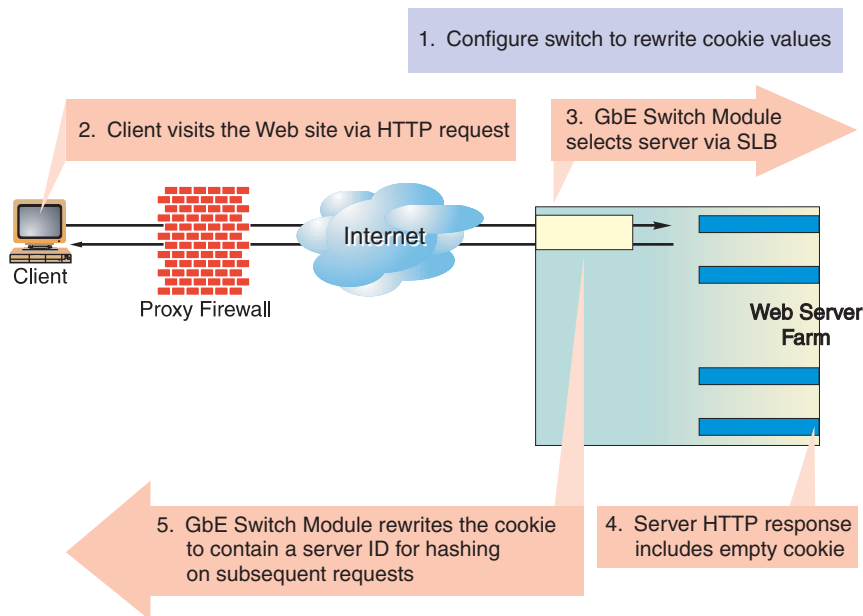 1. Configure switch to rewrite cookie values
2. Client visits the Web site via HTTP request
3. GbE Switch Module
selects server via SLB
Internet
Client
Proxy Firewall
Web Server
Farm
5. GbE Switch Module rewrites the cookie
to contain a server ID for hashing
on subsequent requests
4. Server HTTP response
includes empty cookie